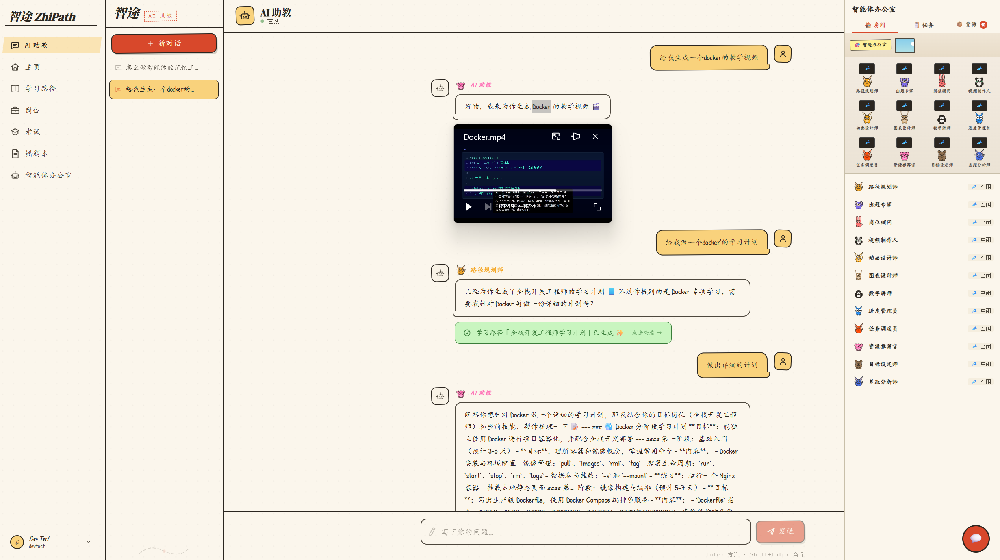 智途 ZhiPath
AI 助教
主页
学习路径
岗位
考试
错题本
智能体办公室
D
Dev Test
devtest
智途
AI 助教
+ 新对话
怎么做智能体的记忆工...
给我生成一个docker的...
AI 助教
在线
给我生成一个docker的教学视频
AI 助教
好的，我来为你生成 Docker 的教学视频 🎬
Docker.mp4
void example() {
// 使用
01:49 / 02:43
给我做一个docker`的学习计划
路径规划师
已经为你生成了全栈开发工程师的学习计划 📘 不过你提到的是 Docker 专项学习，需
要我针对 Docker 再做一份详细的计划吗？
学习路径「全栈开发工程师学习计划」已生成 ✨ 点击查看 →
做出详细的计划
AI 助教
既然你想针对 Docker 做一个详细的学习计划，那我结合你的目标岗位（全栈开发工程
师）和当前技能，帮你梳理一下 📝 --- ### 🐳 Docker 分阶段学习计划 **目标**：能独
立使用 Docker 进行项目容器化，并配合全栈开发部署 --- #### 第一阶段：基础入门
（预计 3-5 天） - **目标**：理解容器和镜像概念，掌握常用命令 - **内容**： - Docker
安装与环境配置 - 镜像管理：`pull`、`images`、`rmi`、`tag` - 容器生命周期：`run`、
`start`、`stop`、`rm`、`logs` - 数据卷与挂载：`-v` 和 `--mount` - **练习**：运行一个 Nginx
容器，挂载本地静态页面 #### 第二阶段：镜像构建与编排（预计 5-7 天） - **目标
**：写出生产级 Dockerfile，使用 Docker Compose 编排多服务 - **内容**： - `Dockerfile` 指
写下你的问题...
发送
Enter 发送 · Shift+Enter 换行
智能体办公室
房间
任务
资源 10
智途办公室
路径规划师 出题专家 岗位顾问 视频制作人
动画设计师 图表设计师 数字讲师 进度管理员
任务调度员 资源推荐官 目标设定师 差距分析师
路径规划师 空闲
出题专家 空闲
岗位顾问 空闲
视频制作人 空闲
动画设计师 空闲
图表设计师 空闲
数字讲师 空闲
进度管理员 空闲
任务调度员 空闲
资源推荐官 空闲
目标设定师 空闲
差距分析师 空闲